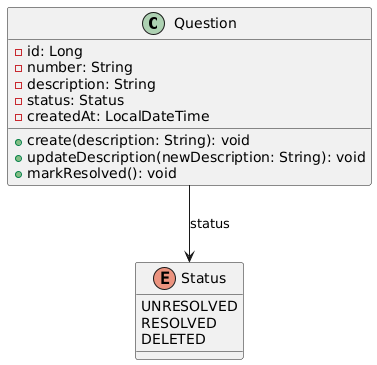 C Question
id: Long
number: String
description: String
status: Status
createdAt: LocalDateTime
create(description: String): void
updateDescription(newDescription: String): void
markResolved(): void
status
E Status
UNRESOLVED
RESOLVED
DELETED